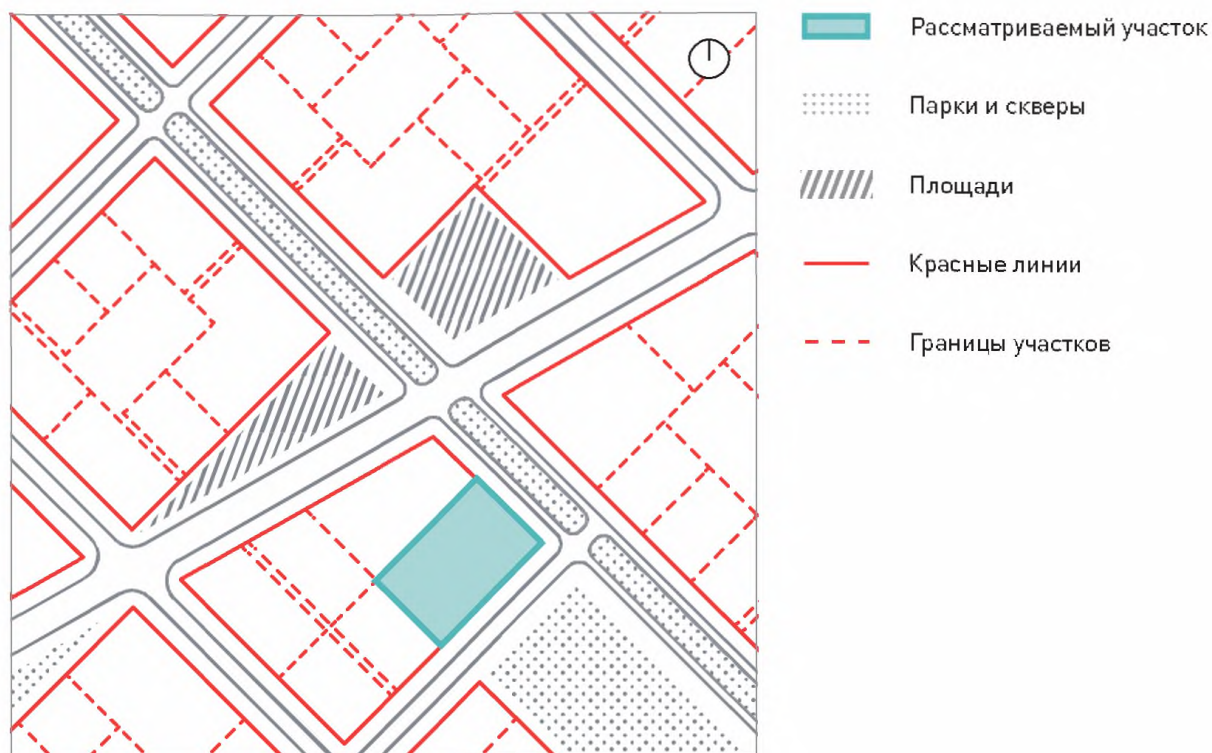 Рассматриваемый участок
Парки и скверы
Площади
Красные линии
Границы участков